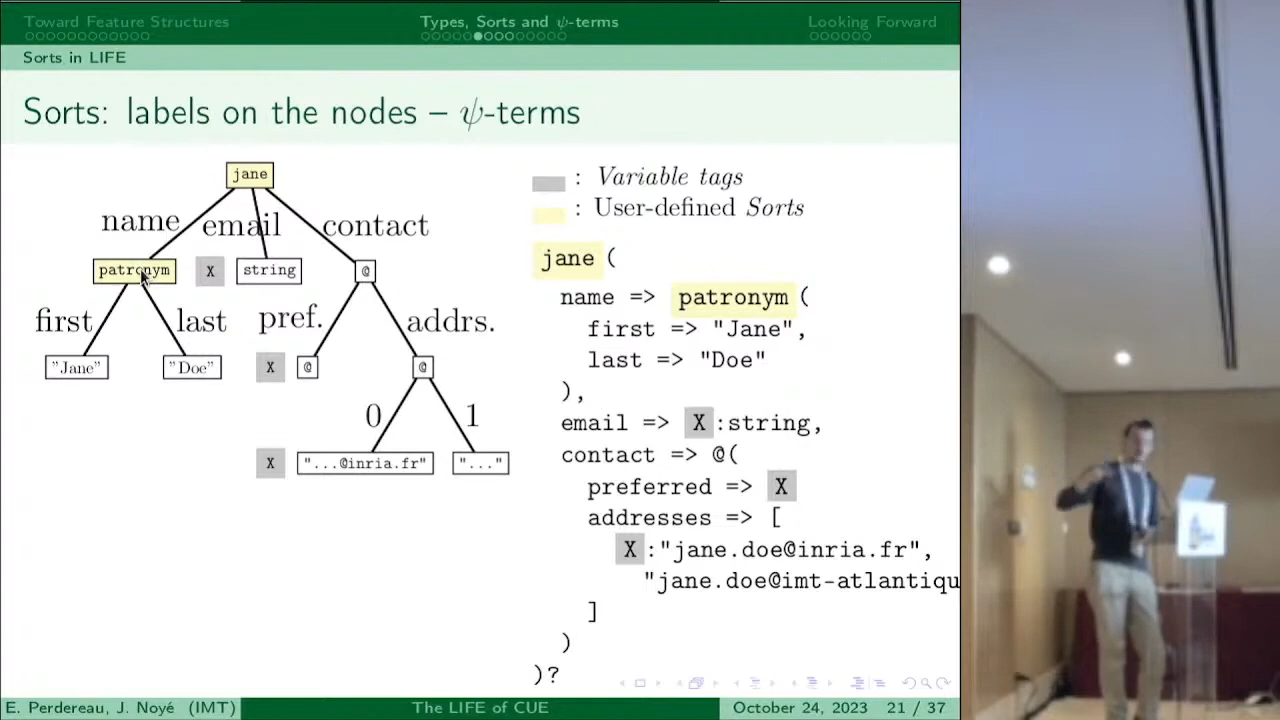 Toward Feature Structures
Types, Sorts and ψ-terms
Looking Forward
Sorts in LIFE
Sorts: labels on the nodes – ψ-terms
jane
name
email
contact
patronym
X
string
@
first
last
pref.
addrs.
"Jane"
"Doe"
X
@
@
0
1
X
"...@inria.fr"
"..."
: Variable tags
: User-defined Sorts
jane (
name => patronym (
first => "Jane",
last => "Doe"
),
email => X:string,
contact => @(
preferred => X
addresses => [
X:"jane.doe@inria.fr",
"jane.doe@imt-atlantiqu
]
)
)?
E. Perdereau, J. Noyé (IMT)
The LIFE of CUE
October 24, 2023
21 / 37